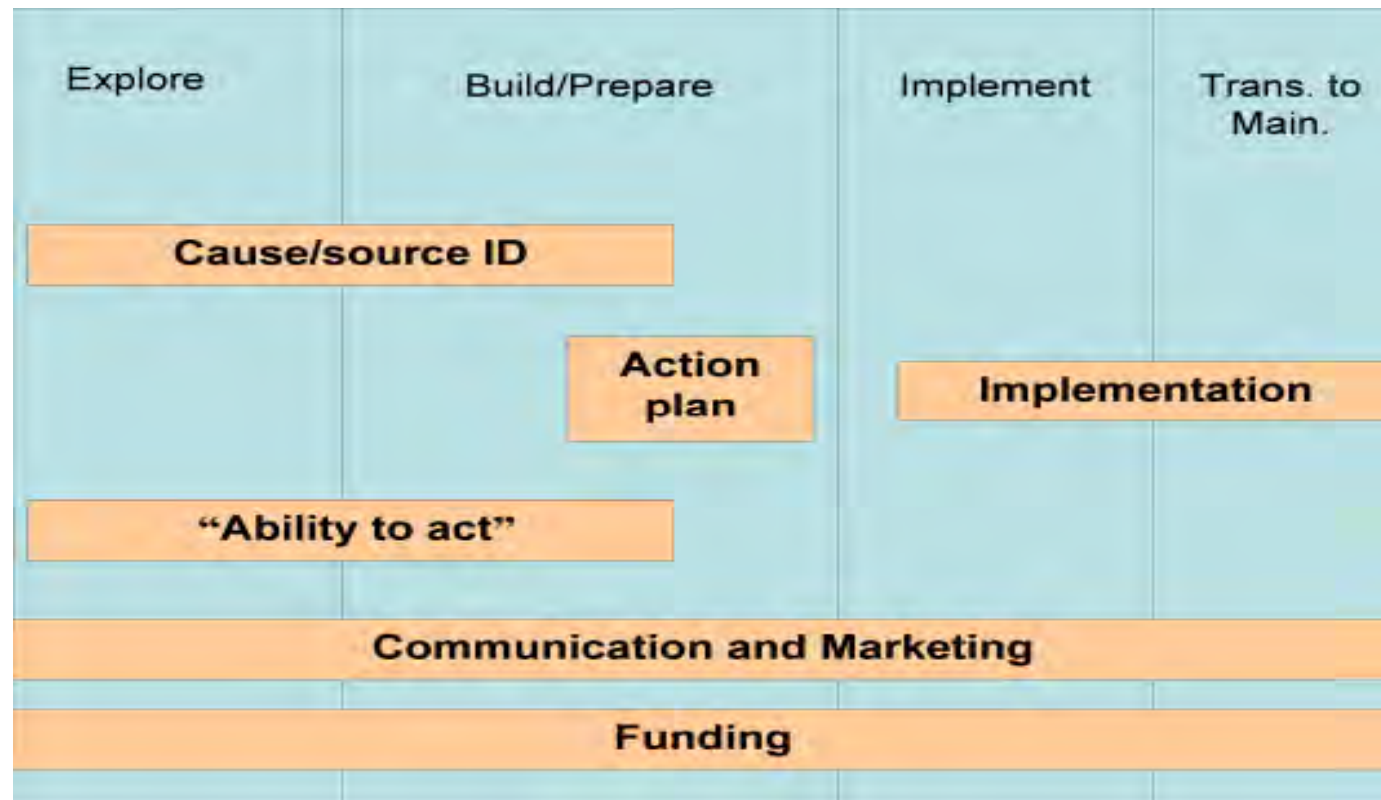 Explore
Build/Prepare
Implement
Trans. to
Main.
Cause/source ID
Action
plan
Implementation
“Ability to act”
Communication and Marketing
Funding